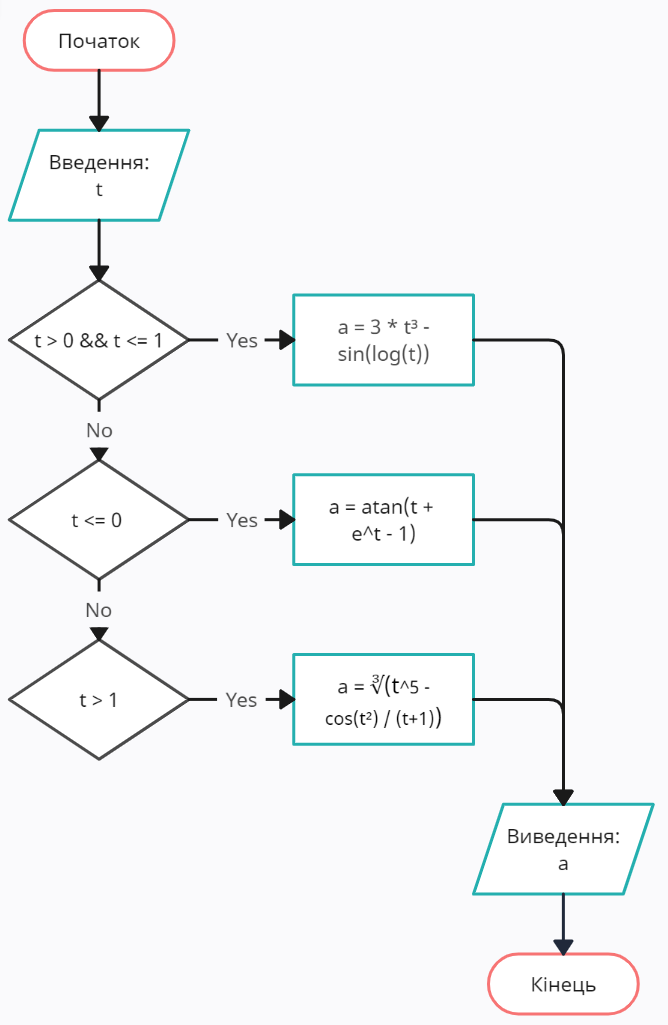 Початок
Введення:
t
t > 0 && t <= 1
Yes
a = 3 * t³ -
sin(log(t))
No
t <= 0
Yes
a = atan(t +
e^t - 1)
No
t > 1
Yes
a = ∛(t^5 -
cos(t²) / (t+1))
Виведення:
a
Кінець